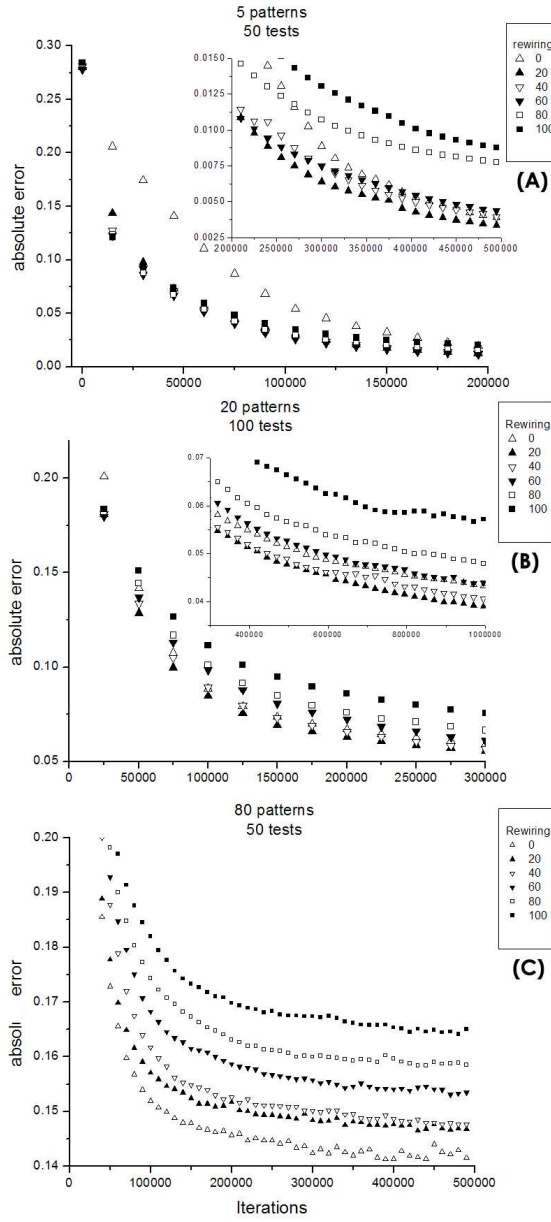 5 patterns
50 tests
0.30
0.25
0.20
0.15
0.10
0.05
0.00
absolute error
0 50000 100000 150000 200000
0.0150
0.0125
0.0100
0.0075
0.0050
0.0025
200000 250000 300000 350000 400000 450000 500000
rewiring
0
20
40
60
80
100
(A)
20 patterns
100 tests
0.20
0.15
0.10
0.05
absolute error
0 50000 100000 150000 200000 250000 300000
0.07
0.06
0.05
0.04
400000 600000 800000 1000000
Rewiring
0
20
40
60
80
100
(B)
80 patterns
50 tests
0.20
0.19
0.18
0.17
0.16
0.15
0.14
absoli error
0 100000 200000 300000 400000 500000
Iterations
Rewiring
0
20
40
60
80
100
(C)